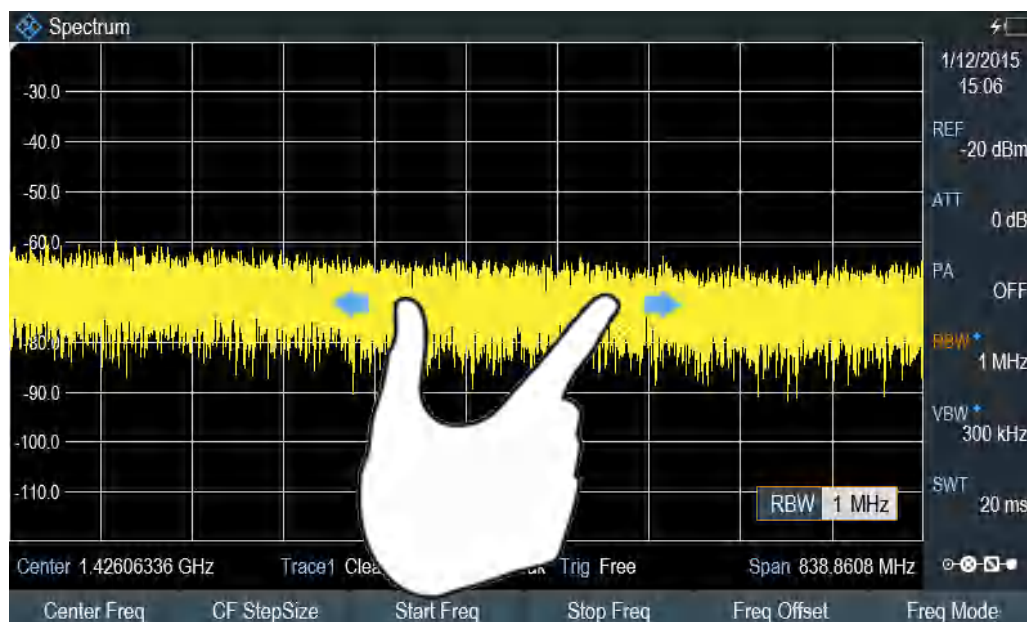 Spectrum
1/12/2015
15:06
-30.0
-40.0
-50.0
-60.0
-80.0
-90.0
-100.0
-110.0
REF
-20 dBm
ATT
0 dB
PA
OFF
RBW
1 MHz
VBW
300 kHz
SWT
20 ms
RBW 1 MHz
Center 1.42606336 GHz Trace1 Trig Free Span 838.8608 MHz
Center Freq CF StepSize Start Freq Stop Freq Freq Offset Freq Mode